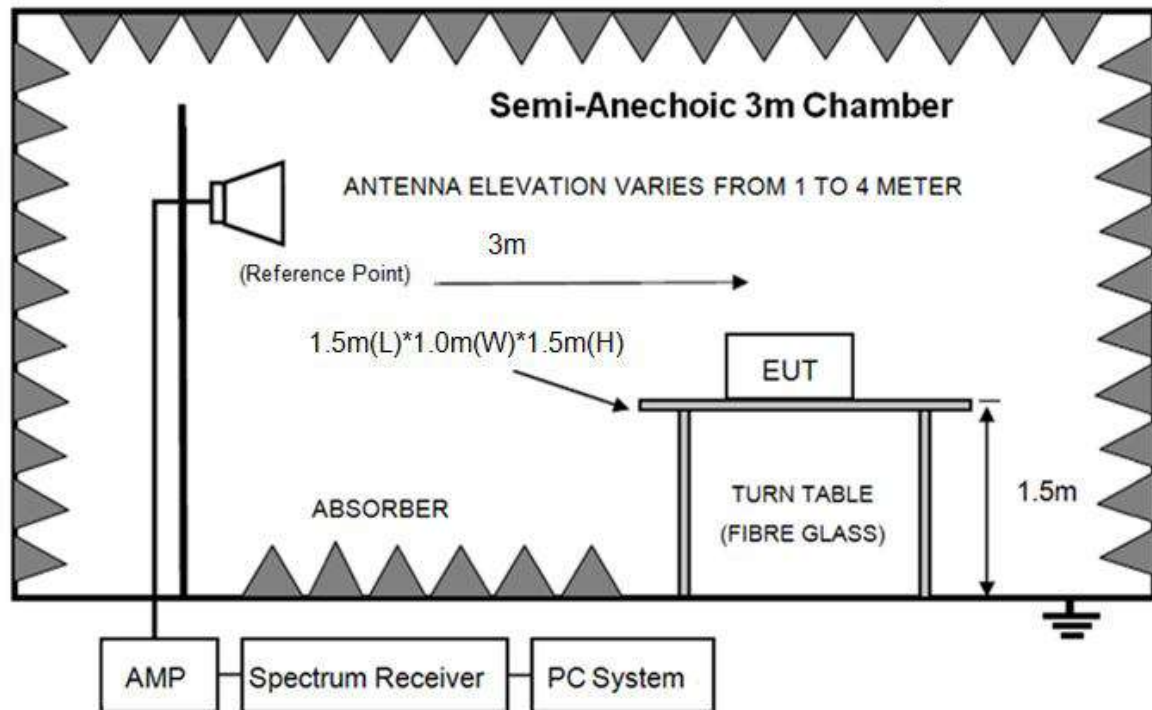 Semi-Anechoic 3m Chamber
ANTENNA ELEVATION VARIES FROM 1 TO 4 METER
3m
(Reference Point)
1.5m(L)*1.0m(W)*1.5m(H)
EUT
1.5m
TURN TABLE
(FIBRE GLASS)
ABSORBER
AMP
Spectrum Receiver
PC System